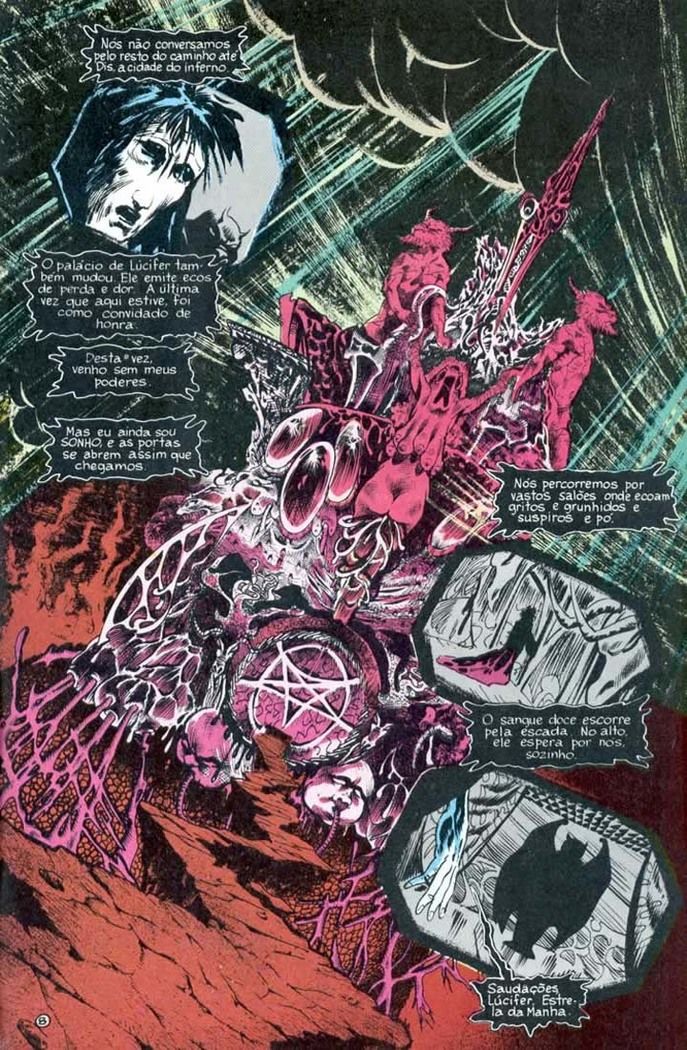 Nós não conversamos
pelo resto do caminho até
Dis, a cidade do inferno.
O palácio de Lúcifer tam-
bém mudou. Ele emite ecos
de perda e dor. A última
vez que aqui estive, foi
como convidado de
honra.
Desta vez,
venho sem meus
poderes.
Mas eu ainda sou
SONHO, e as portas
se abrem assim que
chegamos.
Nós percorremos por
vastos salões onde ecoam
gritos e grunhidos e
suspiros e pó.
O sangue doce escorre
pela escada. No alto,
ele espera por nós,
sozinho.
Saudações
Lúcifer, Estre-
la da Manhã.